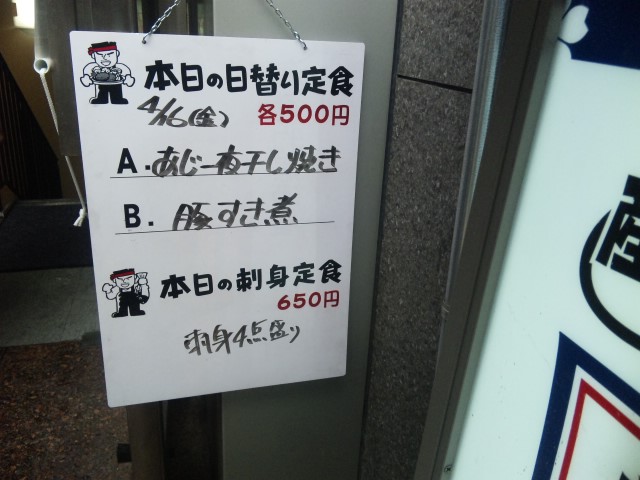 本日の日替り定食
4/16(金) 各500円
A. あじ一夜干し焼き
B. 豚すき煮
本日の刺身定食
650円
刺身4点盛り